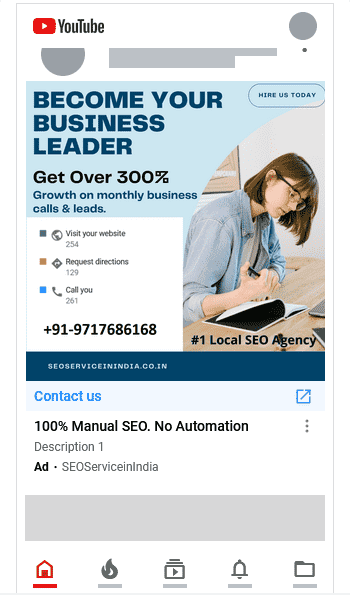 YouTube
BECOME YOUR
BUSINESS
LEADER
HIRE US TODAY
Get Over 300%
Growth on monthly business
calls & leads.
Visit your website
254
Request directions
129
Call you
261
+91-9717686168
#1 Local SEO Agency
SEOSERVICEININDIA.CO.IN
Contact us
100% Manual SEO. No Automation
Description 1
Ad • SEOServiceinIndia